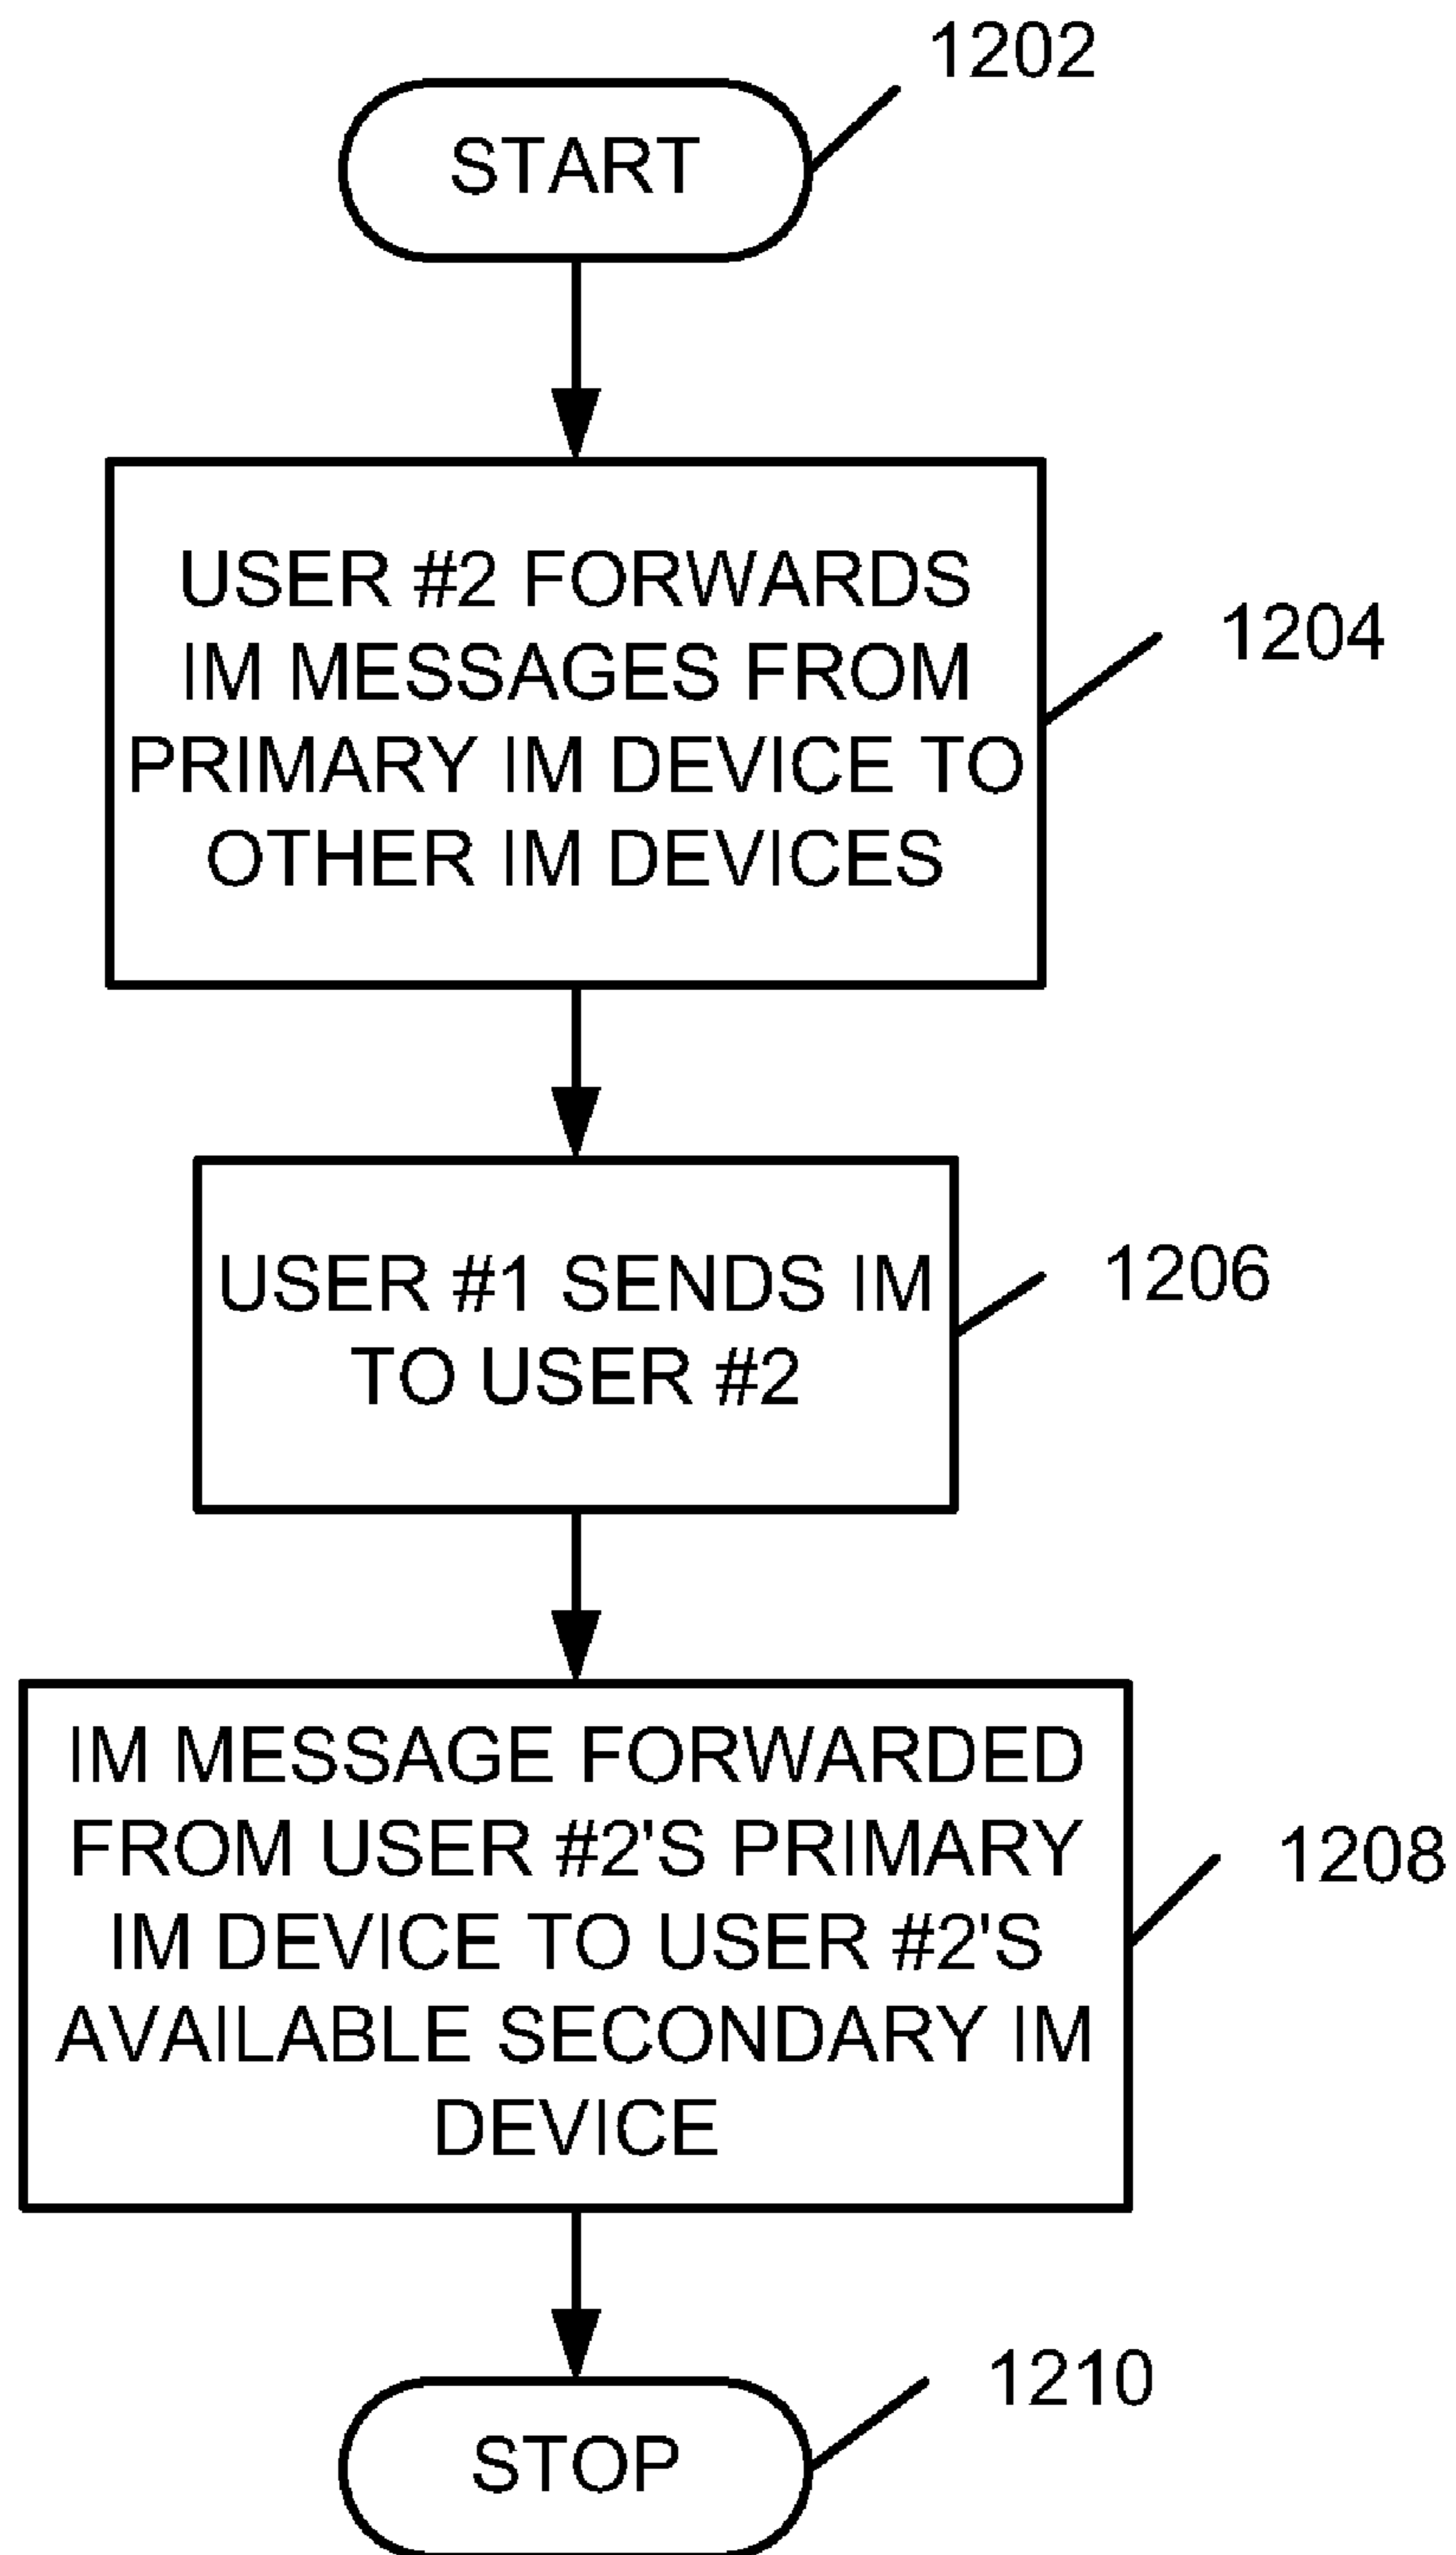 1202
START
USER #2 FORWARDS
IM MESSAGES FROM
PRIMARY IM DEVICE TO
OTHER IM DEVICES
1204
USER #1 SENDS IM
TO USER #2
1206
IM MESSAGE FORWARDED
FROM USER #2'S PRIMARY
IM DEVICE TO USER #2'S
AVAILABLE SECONDARY IM
DEVICE
1208
STOP
1210